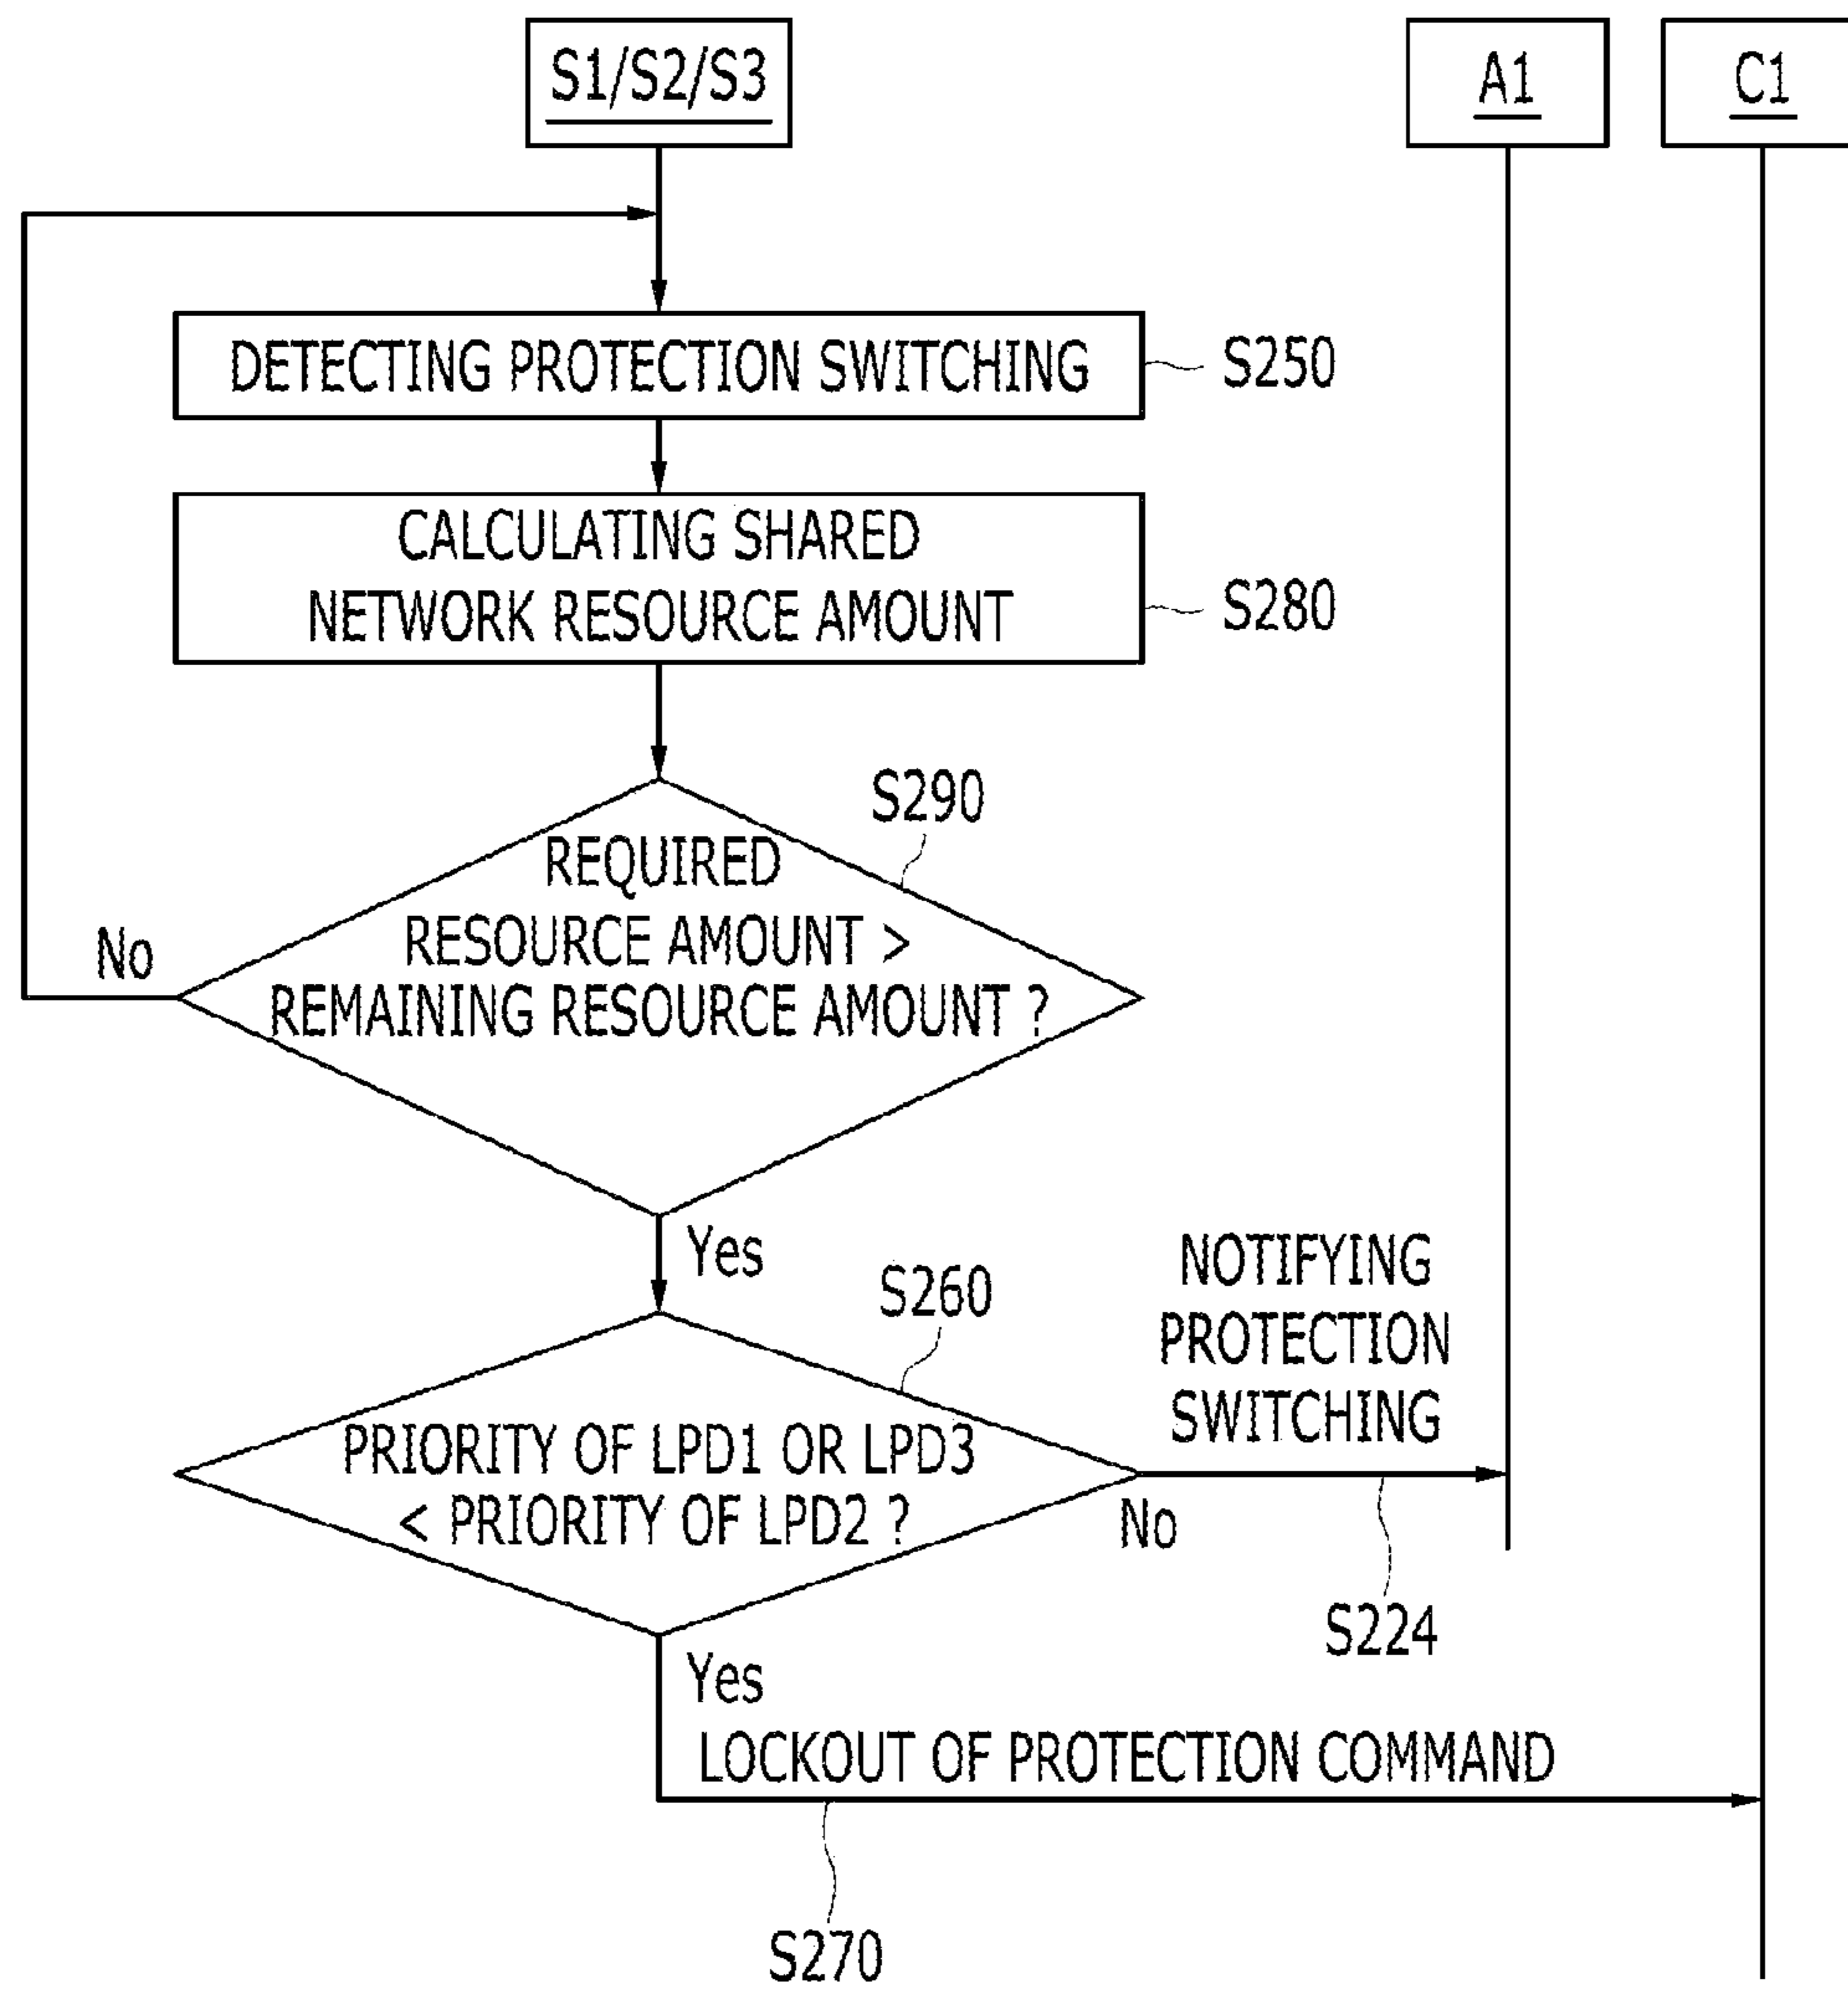 S1/S2/S3
A1
C1
DETECTING PROTECTION SWITCHING
S250
CALCULATING SHARED
NETWORK RESOURCE AMOUNT
S280
S290
REQUIRED
RESOURCE AMOUNT >
REMAINING RESOURCE AMOUNT ?
No
Yes
S260
NOTIFYING
PROTECTION
SWITCHING
PRIORITY OF LPD1 OR LPD3
< PRIORITY OF LPD2 ?
No
S224
Yes
LOCKOUT OF PROTECTION COMMAND
S270